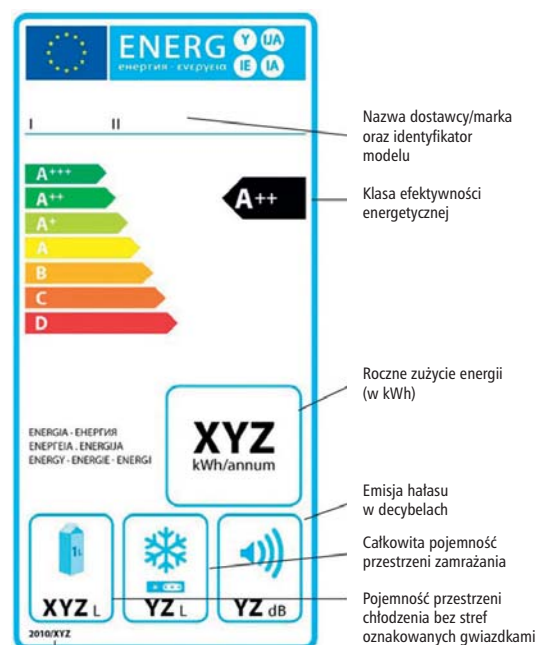 ENERG Y UA
енергия · ενεργεια IE IA
I II
Nazwa dostawcy/marka
oraz identyfikator
modelu
A+++
A++
A+
A
B
C
D
A++
Klasa efektywności
energetycznej
Roczne zużycie energii
(w kWh)
XYZ
kWh/annum
ENERGIA · ЕНЕРГИЯ
ΕΝΕΡΓΕΙΑ . ENERGIJA
ENERGY · ENERGIE · ENERGI
Emisja hałasu
w decybelach
Całkowita pojemność
przestrzeni zamrażania
Pojemność przestrzeni
chłodzenia bez stref
oznakowanych gwiazdkami
1L
XYZ L
YZ L
YZ dB
2010/XYZ